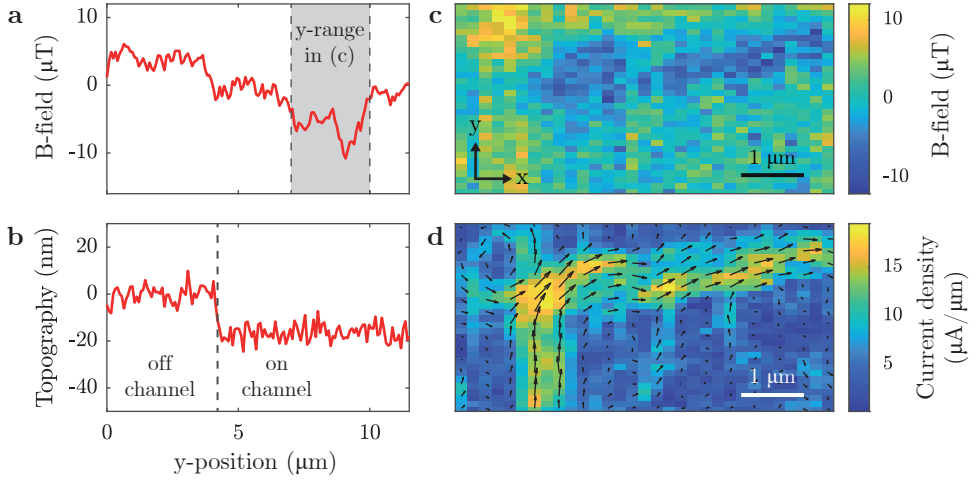 a
10
0
-10
B-field (μT)
y-range
in (c)
b
20
0
-20
-40
Topography (nm)
off
channel
on
channel
0
5
10
y-position (μm)
c
y
x
1 μm
10
0
-10
B-field (μT)
d
1 μm
15
10
5
Current density
(μA/μm)